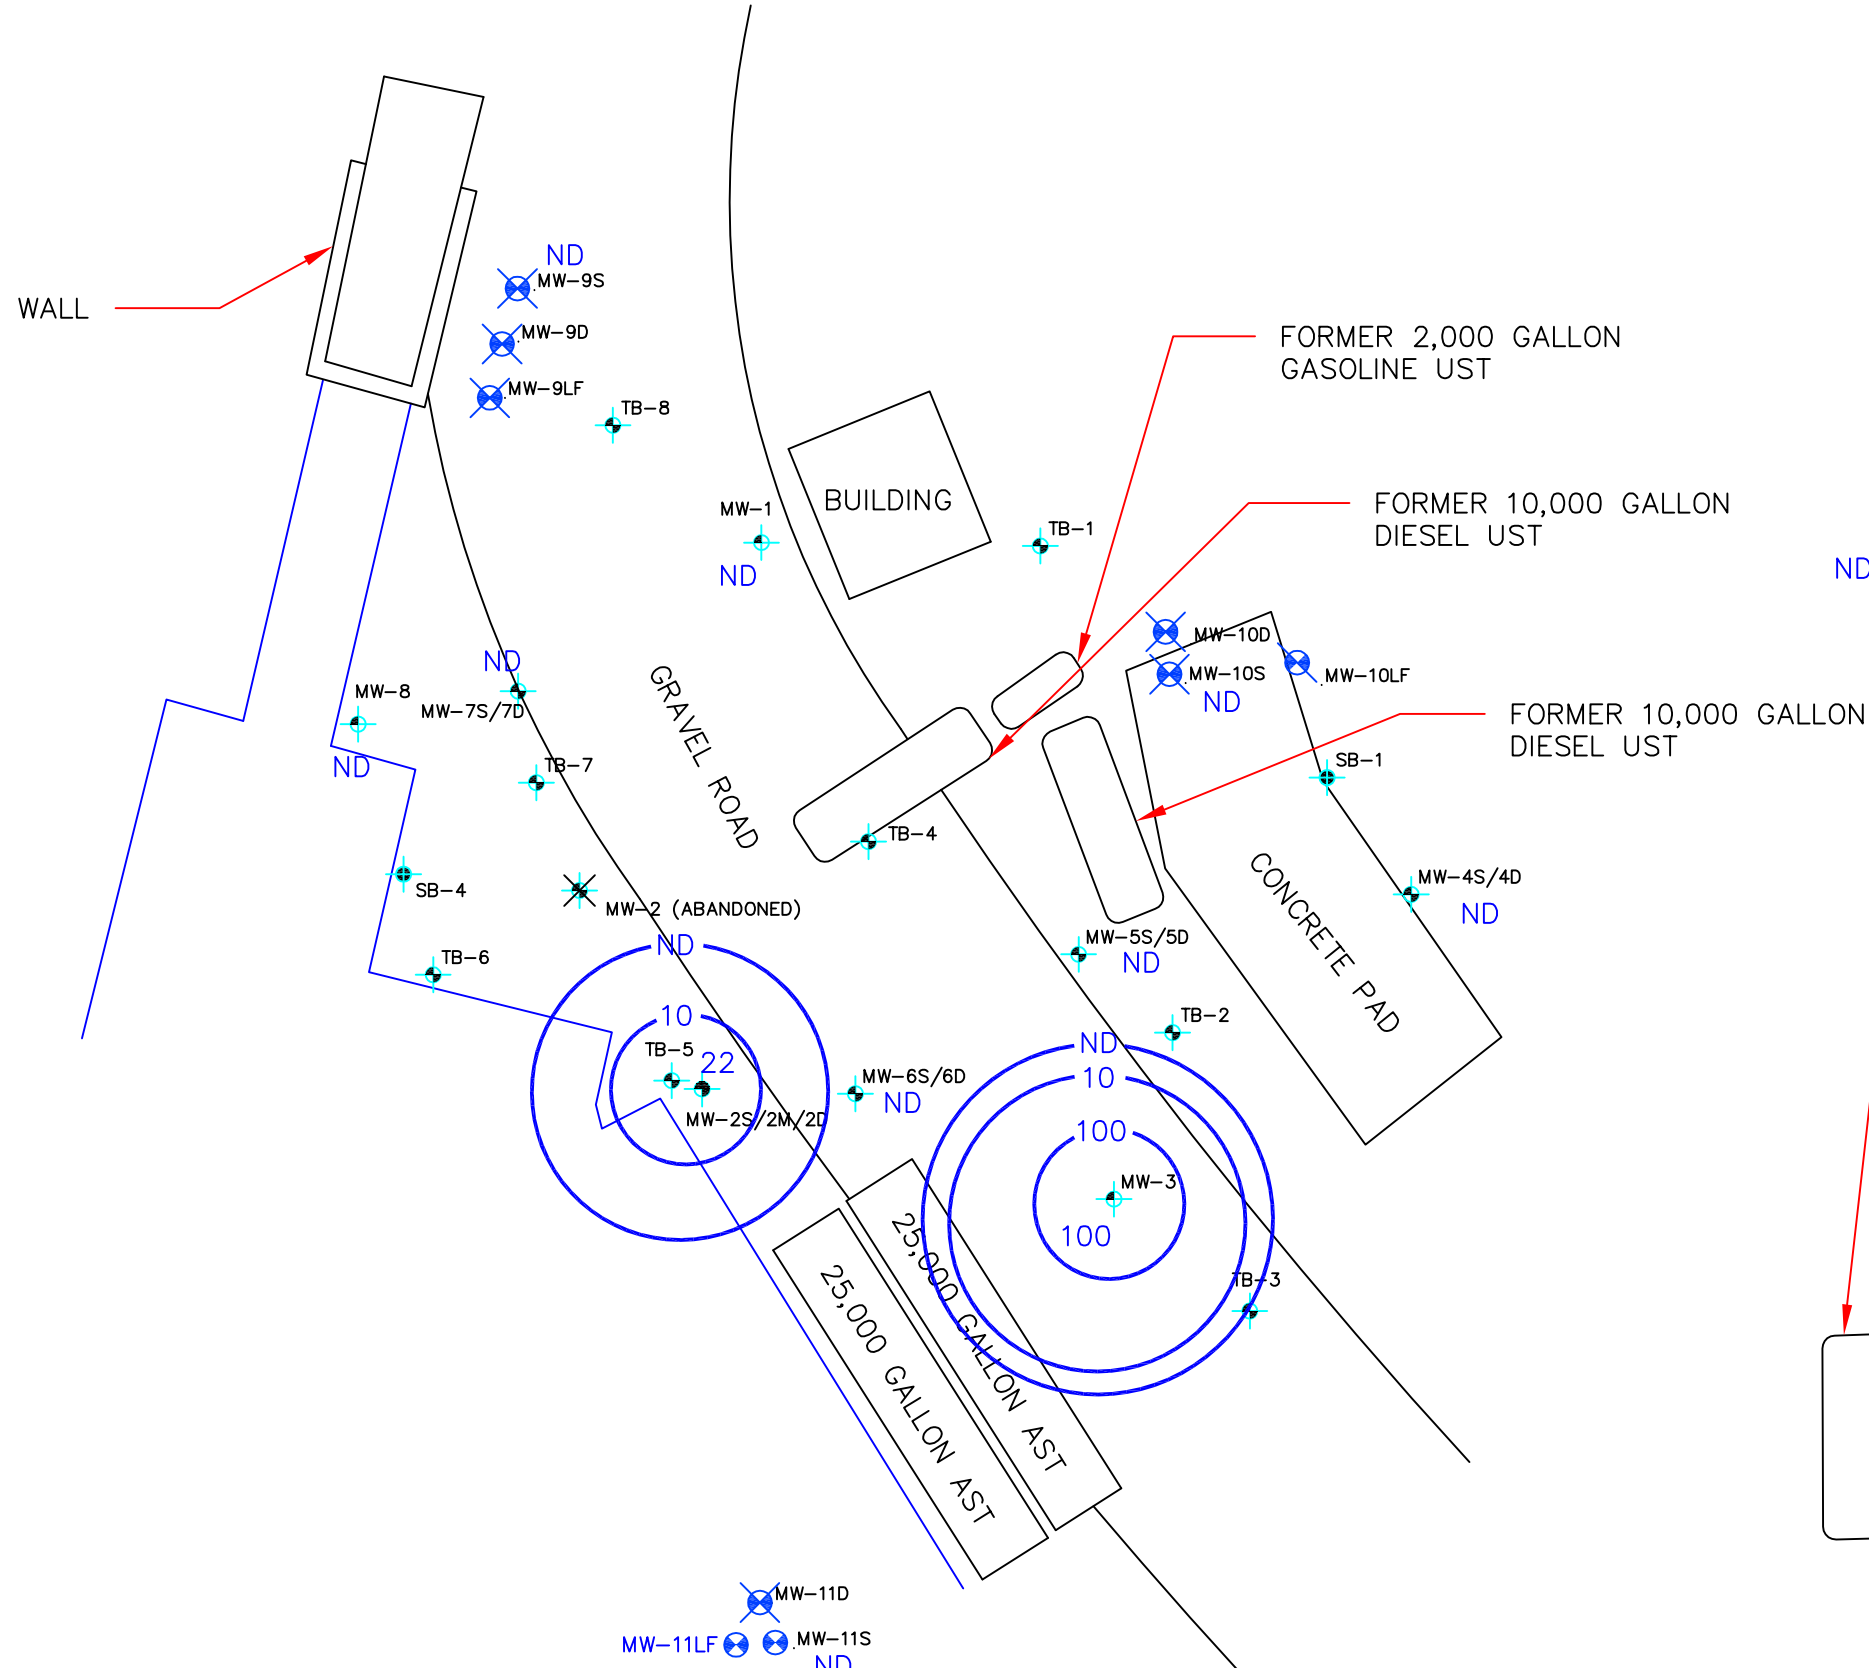 ND
MW-9S
WALL
MW-9D
FORMER 2,000 GALLON
GASOLINE UST
MW-9LF
TB-8
BUILDING
FORMER 10,000 GALLON
DIESEL UST
MW-1
TB-1
ND
ND
MW-10D
ND
MW-10S
MW-10LF
MW-8
MW-7S/7D
ND
GRAVEL ROAD
FORMER 10,000 GALLON
DIESEL UST
ND
TB-7
SB-1
TB-4
MW-4S/4D
SB-4
ND
MW-2 (ABANDONED)
CONCRETE PAD
MW-5S/5D
ND
ND
TB-6
10
TB-2
ND
TB-5
22
MW-6S/6D
10
ND
MW-2S/2M/2D
100
MW-3
100
TB-3
25,000 GALLON AST
25,000 GALLON AST
MW-11D
MW-11LF
MW-11S
ND